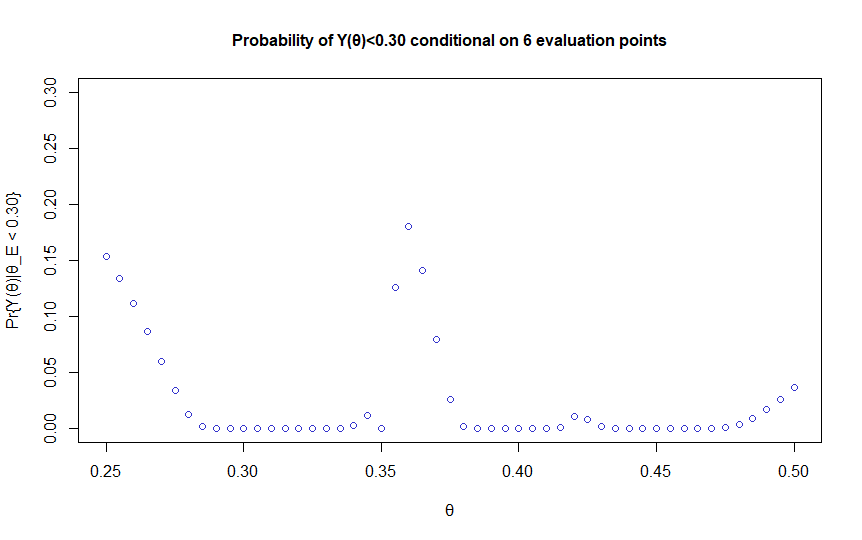 Probability of Y(θ)<0.30 conditional on 6 evaluation points
Pr{Y(θ)|θ_E < 0.30}
0.30
0.25
0.20
0.15
0.10
0.05
0.00
0.25 0.30 0.35 0.40 0.45 0.50
θ